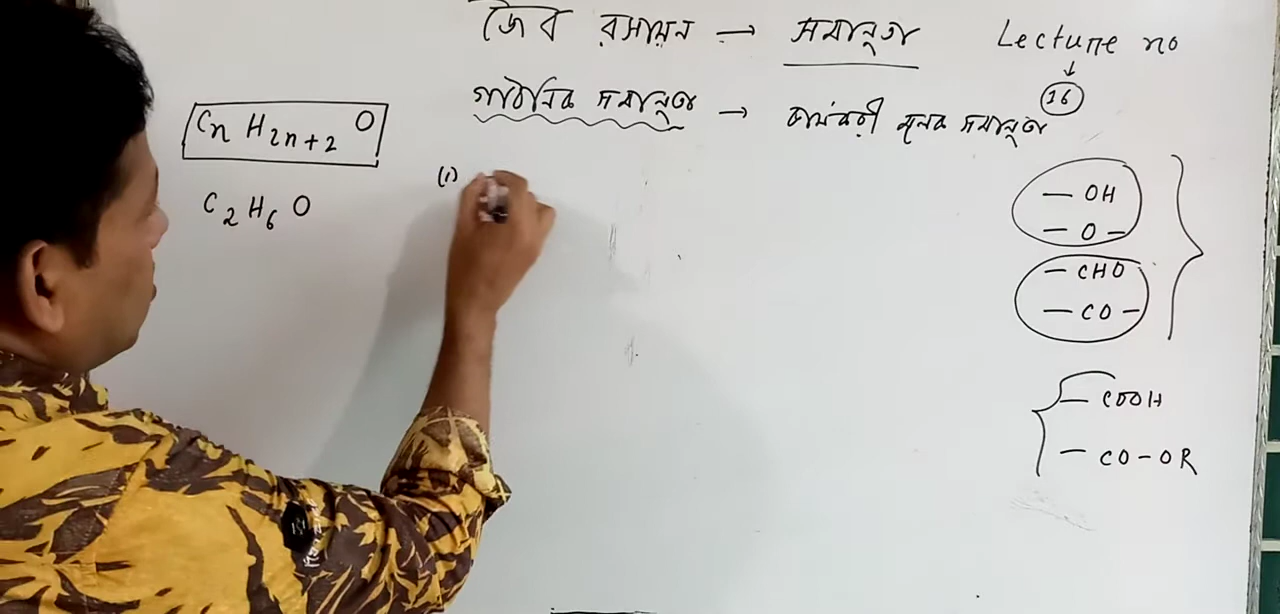 জৈব রসায়ন → সমানুতা
Lecture no
↓
16
গাঠনিক সমানুতা → কার্যকরী মূলক সমানুতা
CnH2n+2O
C2H6O
(i)
— OH
— O —
— CHO
— CO —
— COOH
— CO-OR